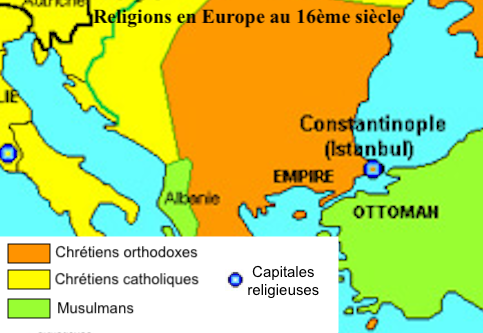 Autriche
Religions en Europe au 16ème siècle
LIE
Constantinople
(Istanbul)
EMPIRE
Albanie
OTTOMAN
Chrétiens orthodoxes
Chrétiens catholiques
Musulmans
Capitales
religieuses